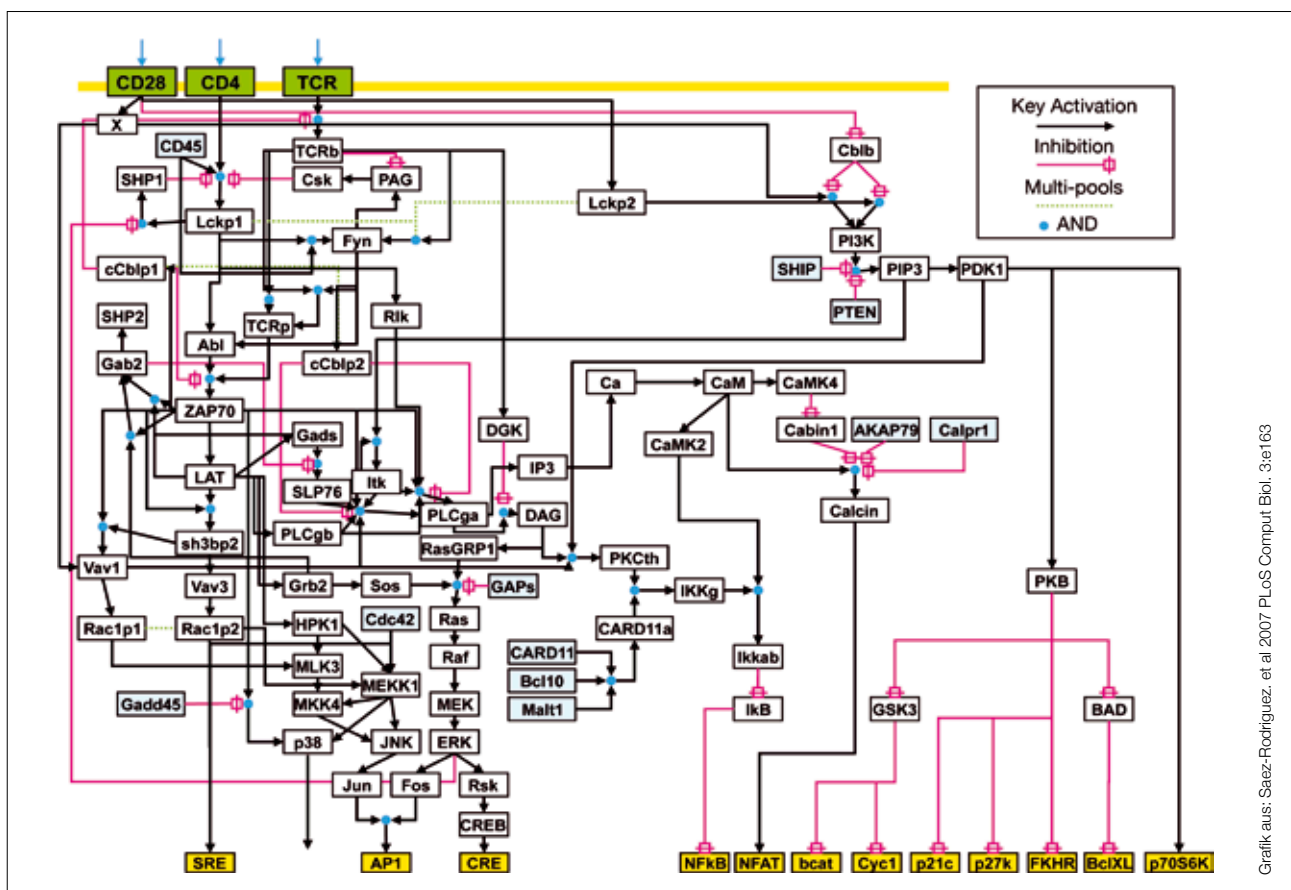 CD28
CD4
TCR
Key Activation
Inhibition
Multi-pools
AND
X
CD45
TCRb
Cblb
SHP1
Csk
PAG
Lckp2
Lckp1
Fyn
PI3K
cCblp1
SHIP
PIP3
PDK1
PTEN
SHP2
TCRp
Rlk
Abl
Gab2
cCblp2
Ca
CaM
CaMK4
ZAP70
DGK
Cabin1
AKAP79
Calpr1
Gads
CaMK2
LAT
Itk
IP3
SLP76
PLCga
DAG
Calcin
PLCgb
sh3bp2
RasGRP1
Vav1
PKCth
Vav3
Grb2
Sos
GAPs
IKKg
PKB
Rac1p1
Rac1p2
HPK1
Cdc42
Ras
CARD11a
MLK3
Raf
CARD11
Ikkab
MEKK1
Bcl10
Gadd45
MKK4
MEK
Malt1
IkB
GSK3
BAD
p38
JNK
ERK
Jun
Fos
Rsk
CREB
SRE
AP1
CRE
NFkB
NFAT
bcat
Cyc1
p21c
p27k
FKHR
BclXL
p70S6K
Grafik aus: Saez-Rodriguez. et al 2007 PLoS Comput Biol. 3:e163